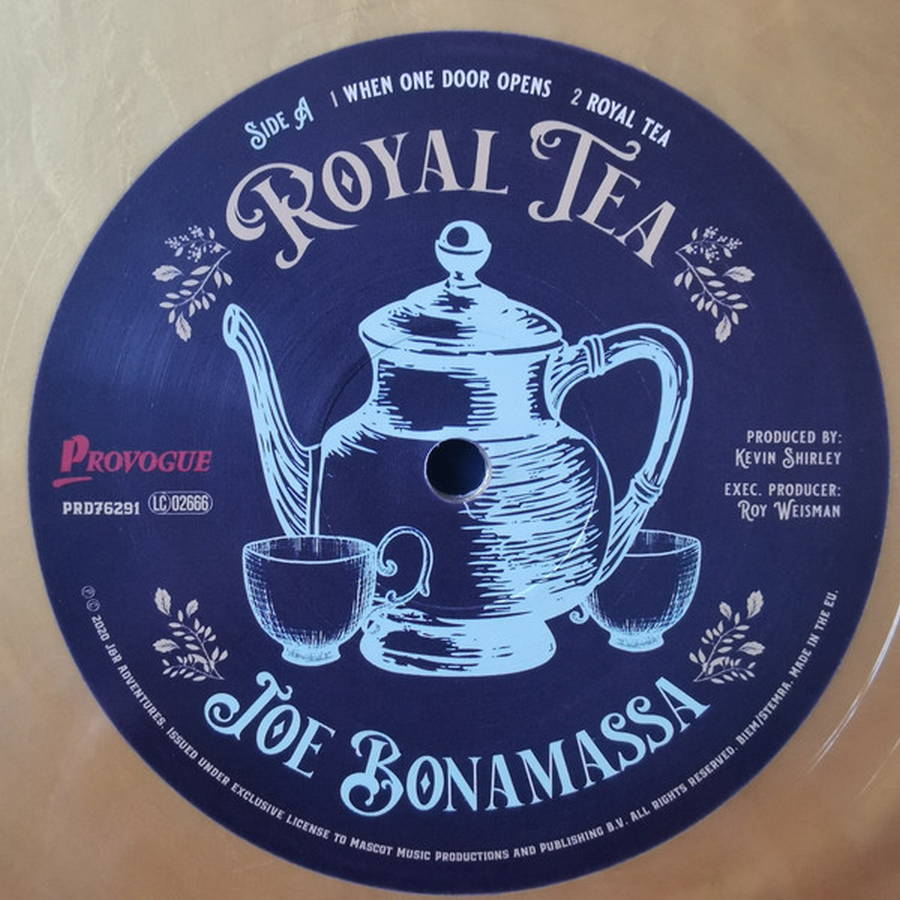 SIDE A 1 WHEN ONE DOOR OPENS 2 ROYAL TEA
ROYAL TEA
PROVOGUE
PRD76291 LC 02666
PRODUCED BY:
KEVIN SHIRLEY
EXEC. PRODUCER:
ROY WEISMAN
JOE BONAMASSA
℗ © 2020 J&R ADVENTURES. ISSUED UNDER EXCLUSIVE LICENSE TO MASCOT MUSIC PRODUCTIONS AND PUBLISHING B.V. ALL RIGHTS RESERVED. BIEM/STEMRA. MADE IN THE EU.